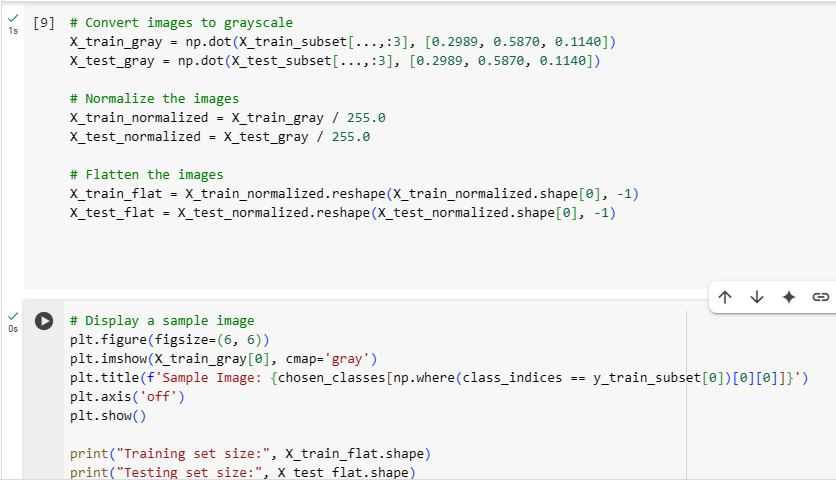 [9] # Convert images to grayscale
1s
X_train_gray = np.dot(X_train_subset[...,:3], [0.2989, 0.5870, 0.1140])
X_test_gray = np.dot(X_test_subset[...,:3], [0.2989, 0.5870, 0.1140])
# Normalize the images
X_train_normalized = X_train_gray / 255.0
X_test_normalized = X_test_gray / 255.0
# Flatten the images
X_train_flat = X_train_normalized.reshape(X_train_normalized.shape[0], -1)
X_test_flat = X_test_normalized.reshape(X_test_normalized.shape[0], -1)
0s
# Display a sample image
plt.figure(figsize=(6, 6))
plt.imshow(X_train_gray[0], cmap='gray')
plt.title(f'Sample Image: {chosen_classes[np.where(class_indices == y_train_subset[0])[0][0]]}')
plt.axis('off')
plt.show()
print("Training set size:", X_train_flat.shape)
print("Testing set size:", X_test_flat.shape)